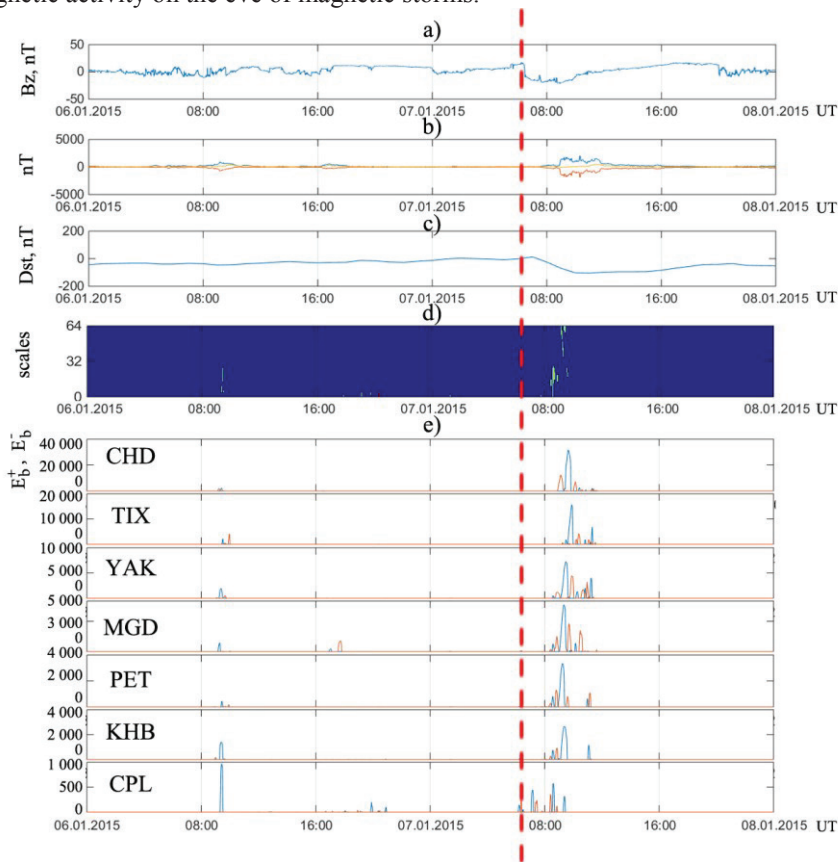 gnetic activity on the eve of magnetic storms.
a)
Bz, nT
50
0
-50
06.01.2015 08:00 16:00 07.01.2015 08:00 16:00 08.01.2015 UT
b)
nT
5000
0
-5000
06.01.2015 08:00 16:00 07.01.2015 08:00 16:00 08.01.2015 UT
c)
Dst, nT
200
0
-200
06.01.2015 08:00 16:00 07.01.2015 08:00 16:00 08.01.2015 UT
d)
scales
64
32
0
06.01.2015 08:00 16:00 07.01.2015 08:00 16:00 08.01.2015 UT
e)
E_b^+, E_b^-
40 000
20 000
0
CHD
20 000
10 000
0
TIX
10 000
5 000
0
YAK
5 000
3 000
0
MGD
4 000
2 000
0
PET
4 000
2 000
0
KHB
1 000
500
0
CPL
06.01.2015 08:00 16:00 07.01.2015 08:00 16:00 08.01.2015 UT